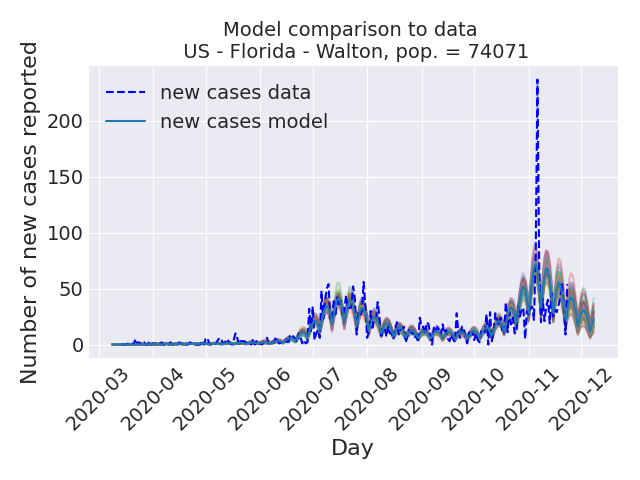 Model comparison to data
US - Florida - Walton, pop. = 74071
new cases data
new cases model
Number of new cases reported
200
150
100
50
0
2020-03
2020-04
2020-05
2020-06
2020-07
2020-08
2020-09
2020-10
2020-11
2020-12
Day